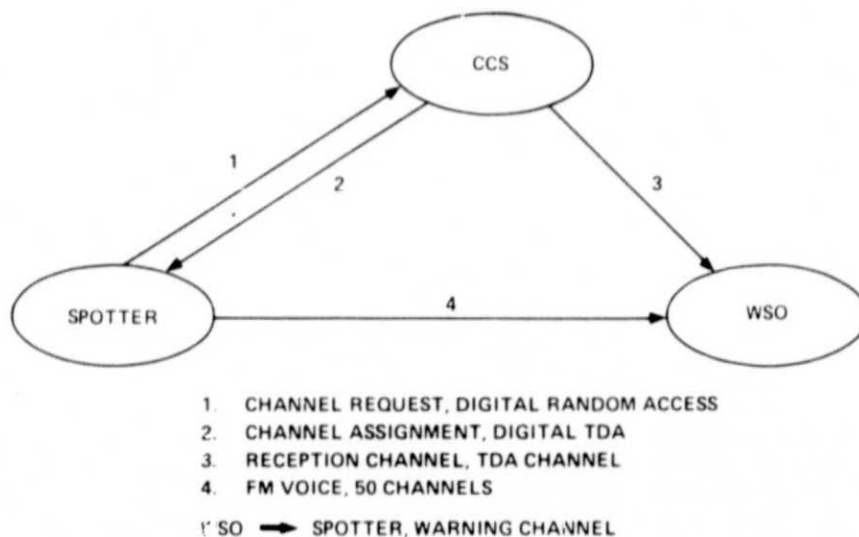 CCS
1
2
3
SPOTTER
4
WSO
1. CHANNEL REQUEST, DIGITAL RANDOM ACCESS
2. CHANNEL ASSIGNMENT, DIGITAL TDA
3. RECEPTION CHANNEL, TDA CHANNEL
4. FM VOICE, 50 CHANNELS
WSO → SPOTTER, WARNING CHANNEL